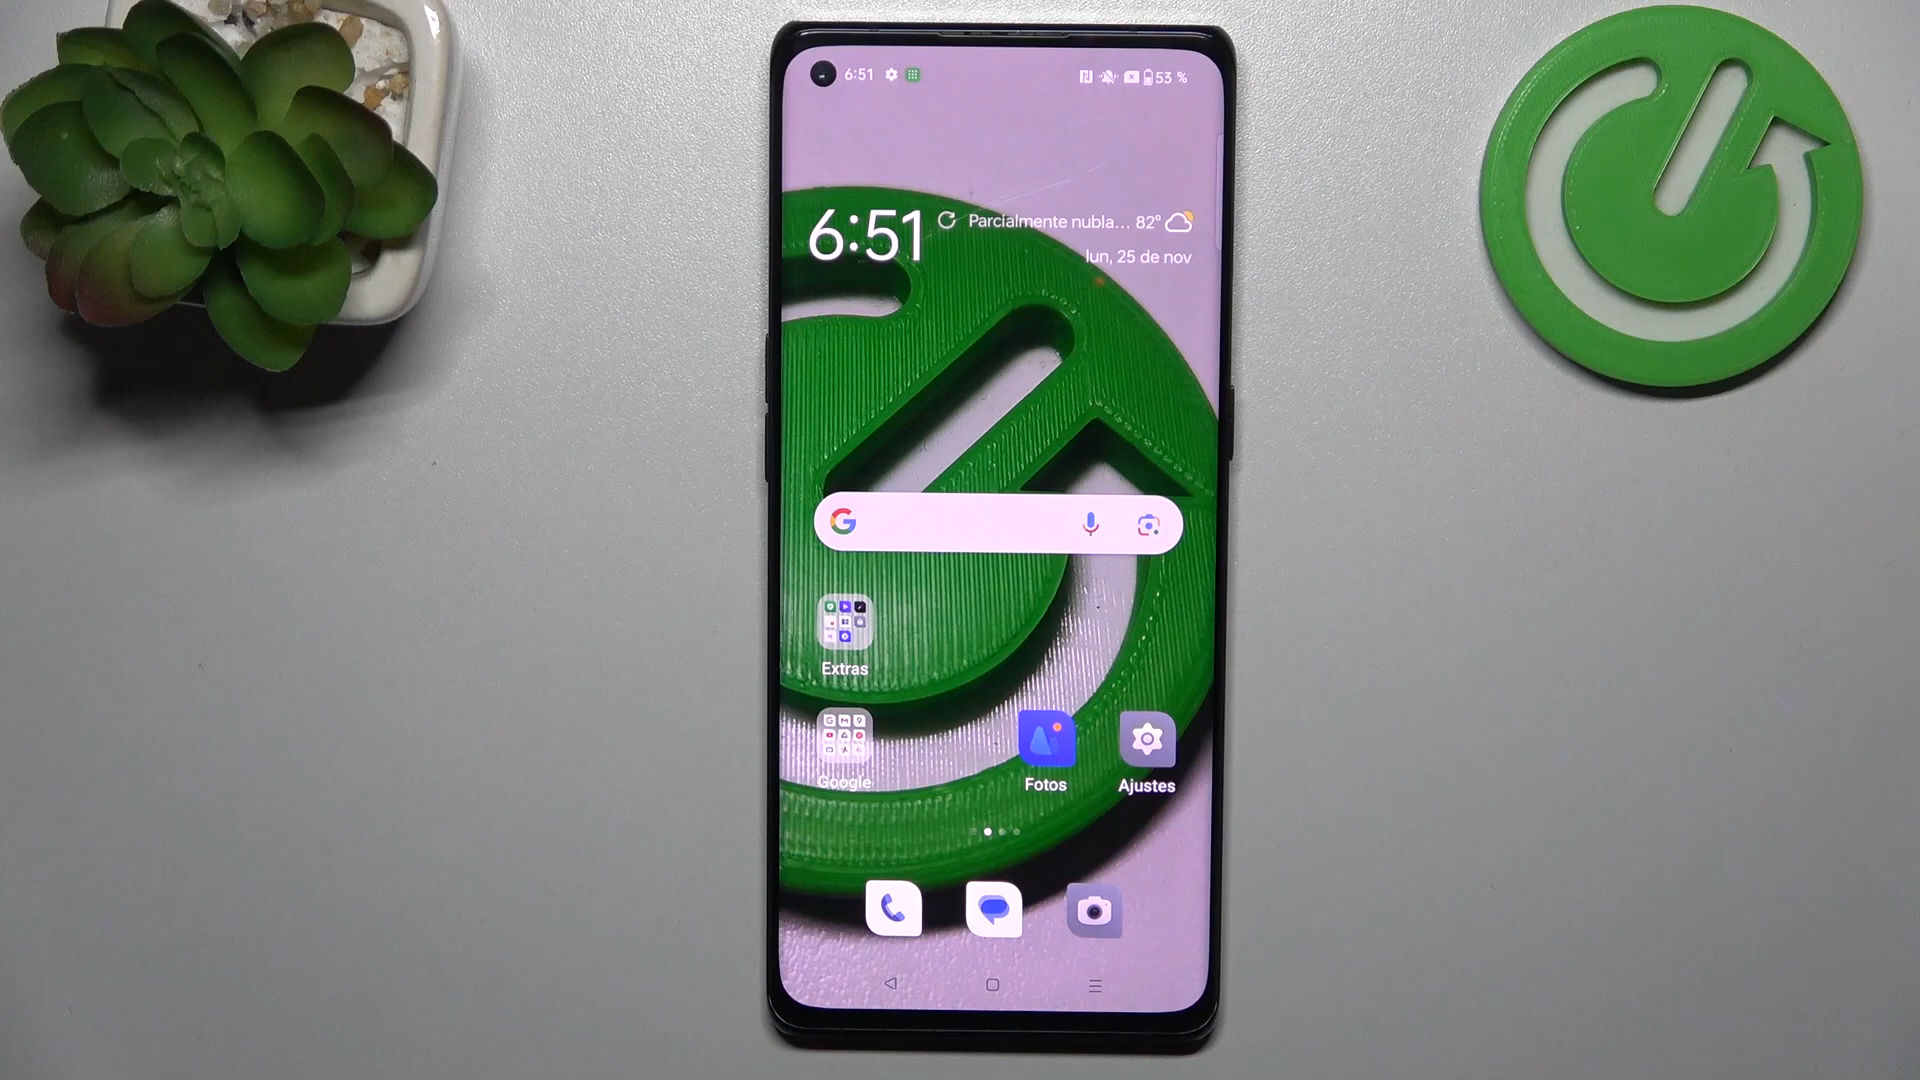 6:51
53 %
6:51
Parcialmente nubla... 82°
lun, 25 de nov
Extras
Google
Fotos
Ajustes